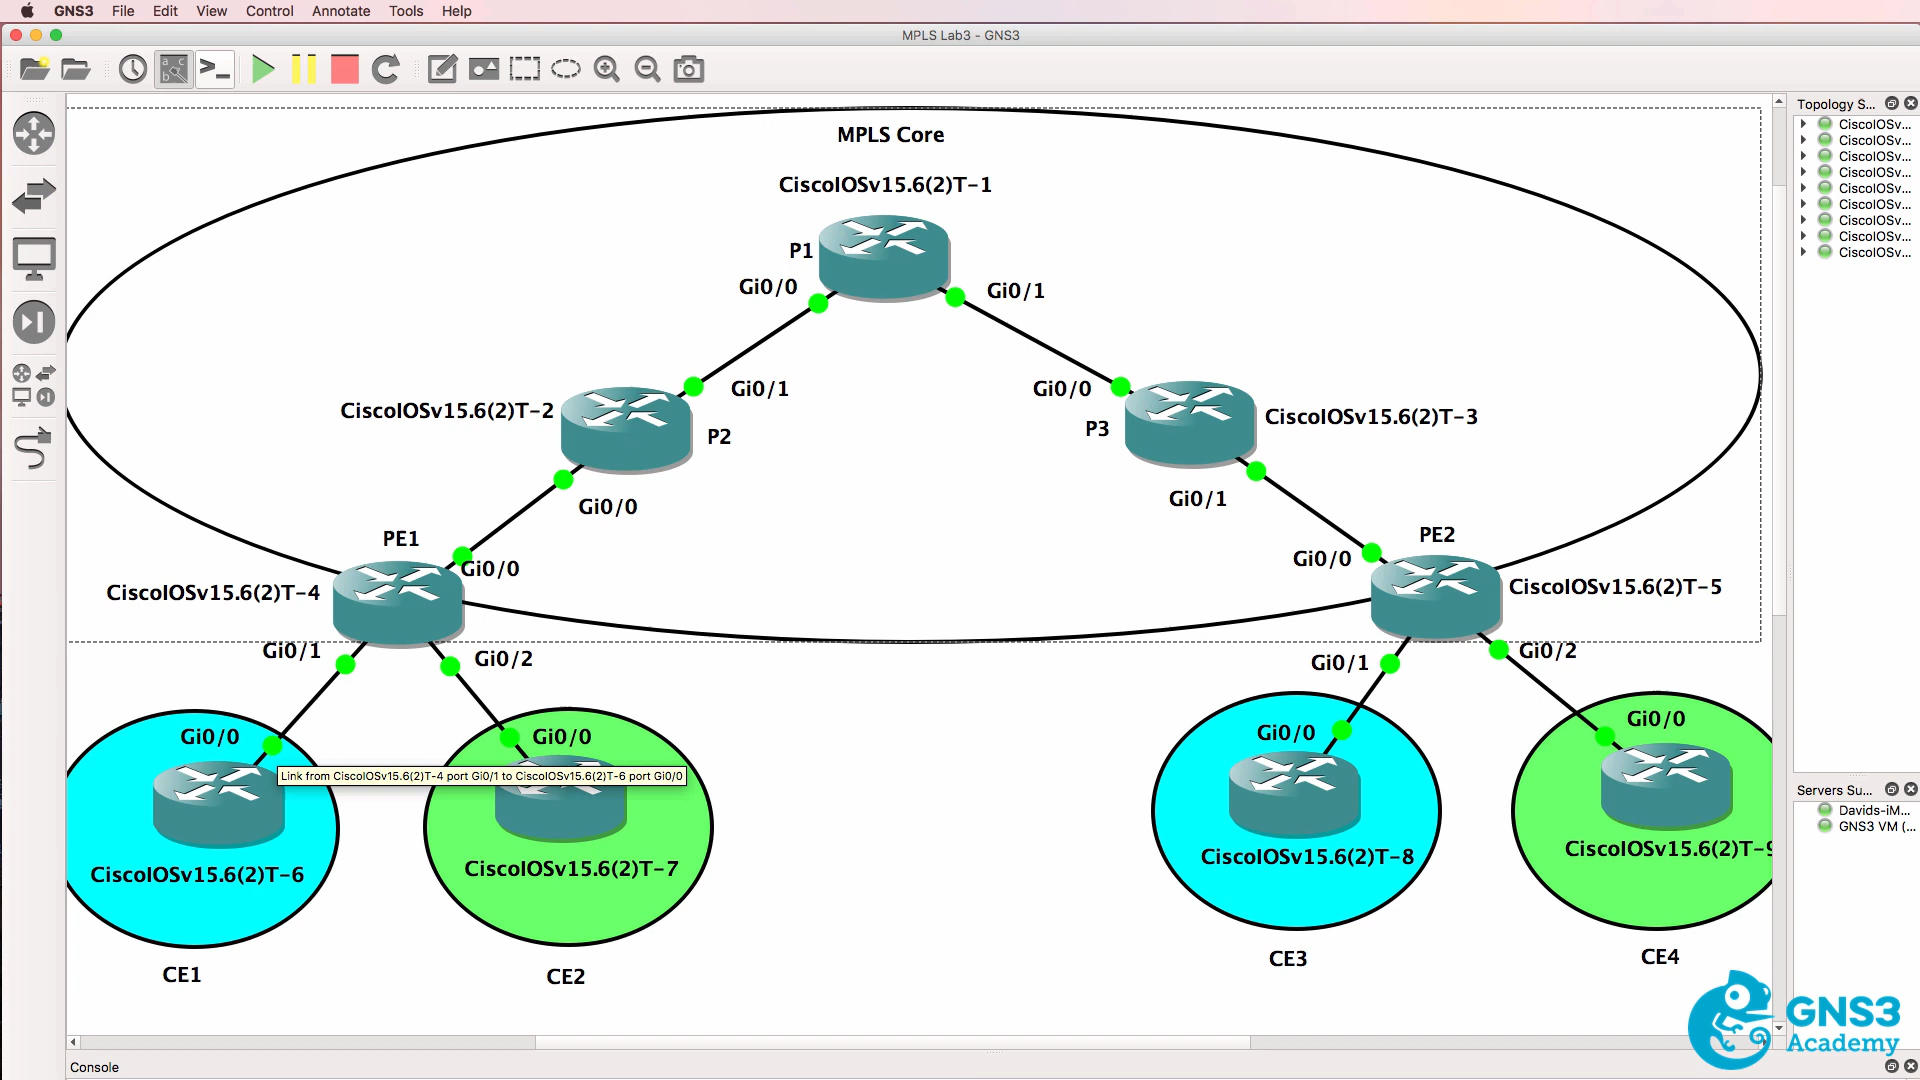 GNS3 File Edit View Control Annotate Tools Help
MPLS Lab3 - GNS3
MPLS Core
CiscoIOSv15.6(2)T-1
P1
Gi0/0
Gi0/1
Gi0/1
Gi0/0
CiscoIOSv15.6(2)T-2
P2
P3
CiscoIOSv15.6(2)T-3
Gi0/0
Gi0/1
PE1
PE2
Gi0/0
Gi0/0
CiscoIOSv15.6(2)T-4
CiscoIOSv15.6(2)T-5
Gi0/1
Gi0/2
Gi0/1
Gi0/2
Gi0/0
Gi0/0
Gi0/0
Gi0/0
Link from CiscoIOSv15.6(2)T-4 port Gi0/1 to CiscoIOSv15.6(2)T-6 port Gi0/0
CiscoIOSv15.6(2)T-6
CiscoIOSv15.6(2)T-7
CiscoIOSv15.6(2)T-8
CiscoIOSv15.6(2)T-9
CE1
CE2
CE3
CE4
Topology S...
CiscoIOSv...
CiscoIOSv...
CiscoIOSv...
CiscoIOSv...
CiscoIOSv...
CiscoIOSv...
CiscoIOSv...
CiscoIOSv...
CiscoIOSv...
Servers Su...
Davids-iM...
GNS3 VM (...
GNS3
Academy
Console